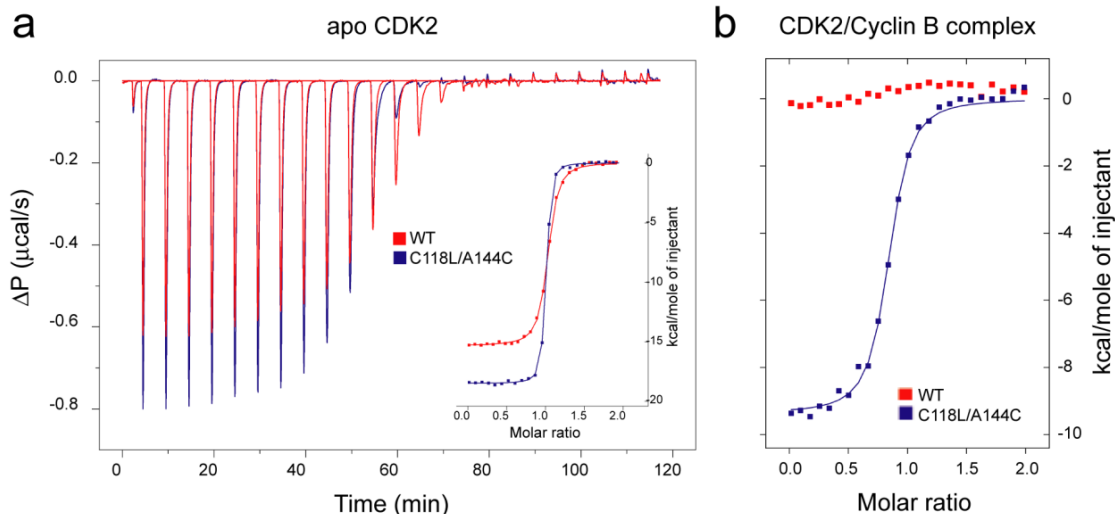 a
apo CDK2
0.0
-0.2
-0.4
-0.6
-0.8
ΔP (μcal/s)
0
20
40
60
80
100
120
Time (min)
WT
C118L/A144C
0
-5
-10
-15
-20
kcal/mole of injectant
0.0
0.5
1.0
1.5
2.0
Molar ratio
b
CDK2/Cyclin B complex
0
-2
-4
-6
-8
-10
kcal/mole of injectant
WT
C118L/A144C
0.0
0.5
1.0
1.5
2.0
Molar ratio